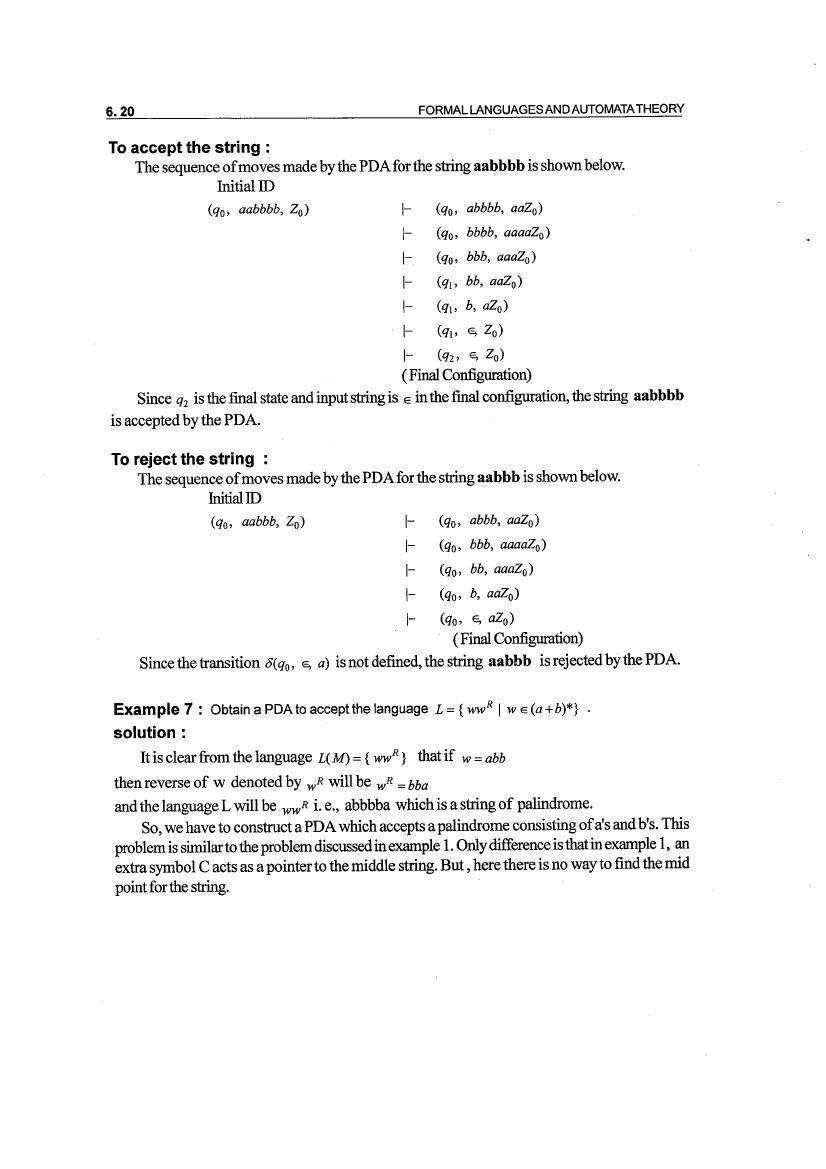 6. 20 FORMAL LANGUAGES AND AUTOMATA THEORY
To accept the string :
The sequence of moves made by the PDA for the string aabbbb is shown below.
Initial ID
(q₀, aabbbb, Z₀) |– (q₀, abbbb, aaZ₀)
|– (q₀, bbbb, aaaaZ₀)
|– (q₀, bbb, aaaZ₀)
|– (q₁, bb, aaZ₀)
|– (q₁, b, aZ₀)
|– (q₁, ∈, Z₀)
|– (q₂, ∈, Z₀)
( Final Configuration)
Since q₂ is the final state and input string is ∈ in the final configuration, the string aabbbb
is accepted by the PDA.
To reject the string :
The sequence of moves made by the PDA for the string aabbb is shown below.
Initial ID
(q₀, aabbb, Z₀) |– (q₀, abbb, aaZ₀)
|– (q₀, bbb, aaaaZ₀)
|– (q₀, bb, aaaZ₀)
|– (q₀, b, aaZ₀)
|– (q₀, ∈, aZ₀)
( Final Configuration)
Since the transition δ(q₀, ∈, a) is not defined, the string aabbb is rejected by the PDA.
Example 7 : Obtain a PDA to accept the language L = { wwᴿ | w ∈ (a + b)*} .
solution :
It is clear from the language L(M) = { wwᴿ } that if w = abb
then reverse of w denoted by wᴿ will be wᴿ = bba
and the language L will be wwᴿ i. e., abbbba which is a string of palindrome.
So, we have to construct a PDA which accepts a palindrome consisting of a's and b's. This
problem is similar to the problem discussed in example 1. Only difference is that in example 1, an
extra symbol C acts as a pointer to the middle string. But , here there is no way to find the mid
point for the string.